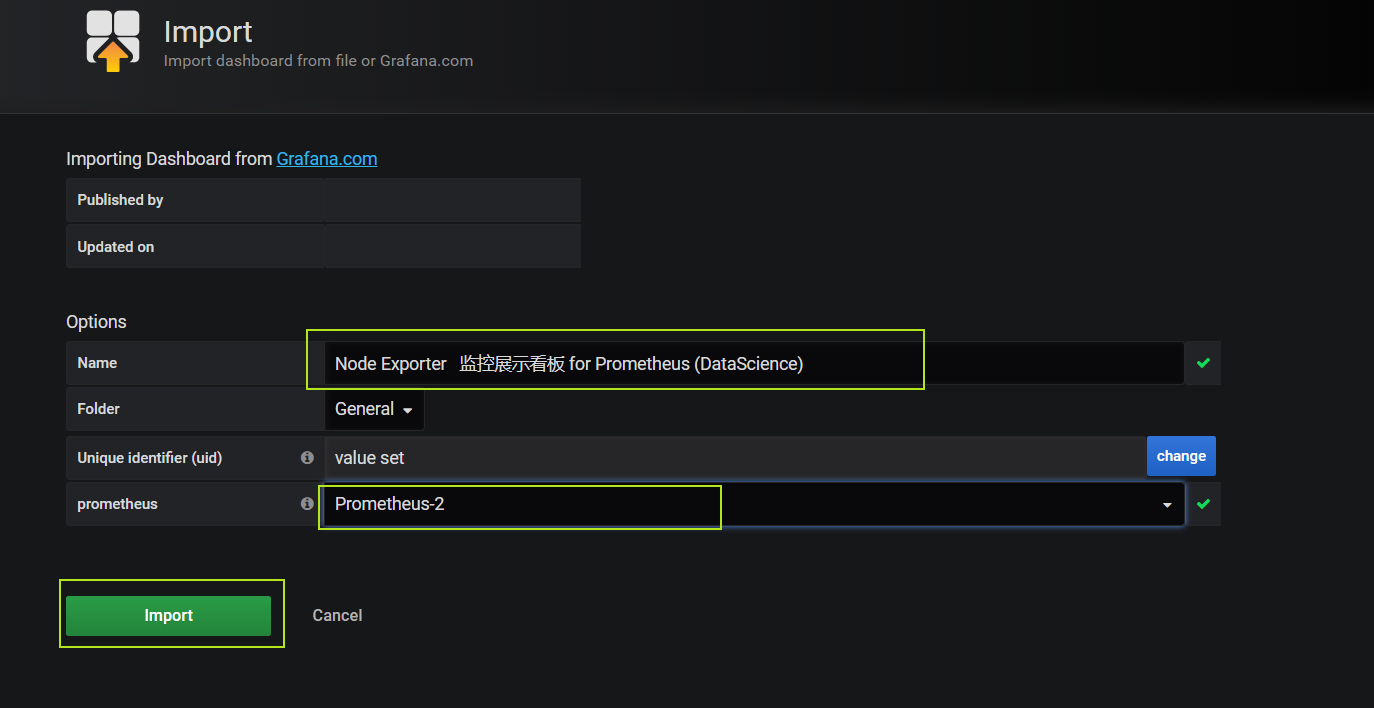 Import
Import dashboard from file or Grafana.com
Importing Dashboard from Grafana.com
Published by
Updated on
Options
Name
Node Exporter 监控展示看板 for Prometheus (DataScience)
Folder
General
Unique identifier (uid)
value set
change
prometheus
Prometheus-2
Import
Cancel